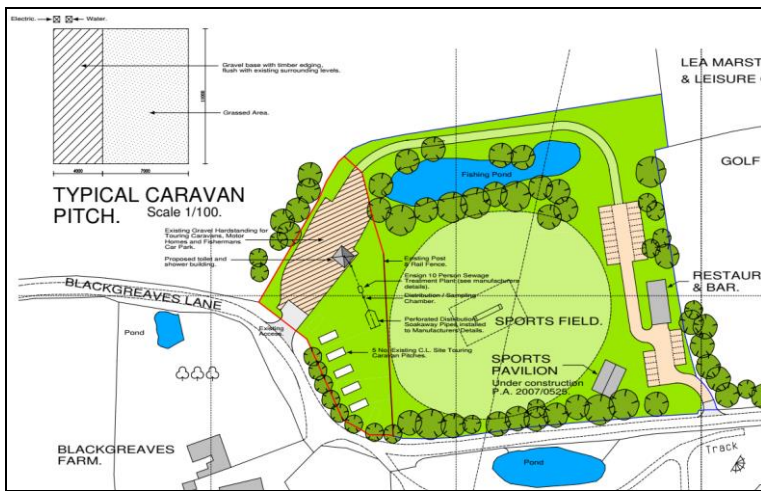 Electric.
Water.
Gravel base with timber edging,
flush with existing surrounding levels.
Grassed Area.
4000
7000
TYPICAL CARAVAN
PITCH.
Scale 1/100.
Existing Gravel Hardstanding for
Touring Caravans, Motor
Homes and Fishermans
Car Park.
Proposed toilet and
shower building.
BLACKGREAVES LANE
Existing
Access.
Pond
BLACKGREAVES
FARM.
Fishing Pond
Existing Post
& Rail Fence.
Ensign 10 Person Sewage
Treatment Plant (see manufacture
details).
Distribution / Sampling
Chamber.
Perforated Distribution
Soakaway Pipes installed
to Manufacturers Details.
5 No. Existing C.L. Site Touring
Caravan Pitches.
SPORTS FIELD.
SPORTS
PAVILION
Under construction
P.A. 2007/0525.
LEA MARST
& LEISURE
GOLF
RESTAUR
& BAR.
Pond
Track